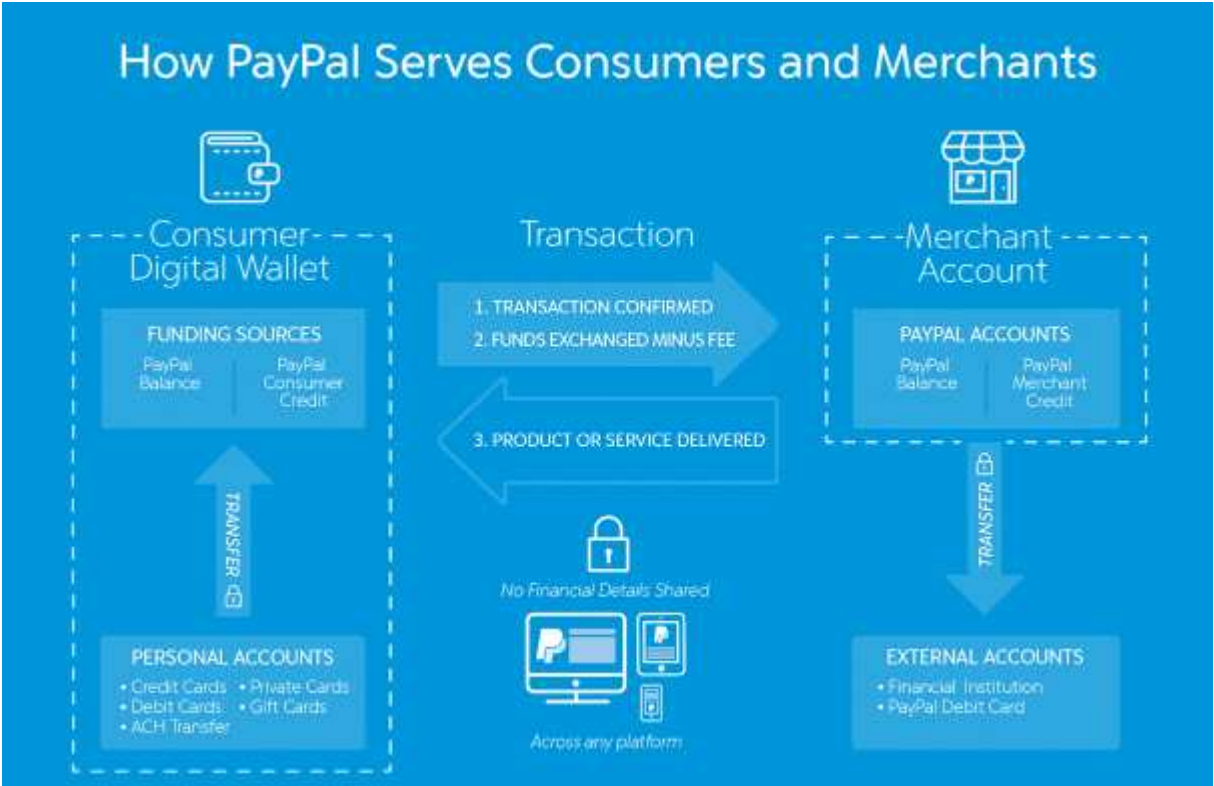 How PayPal Serves Consumers and Merchants
Consumer
Digital Wallet
FUNDING SOURCES
PayPal
Balance
PayPal
Consumer
Credit
TRANSFER
PERSONAL ACCOUNTS
• Credit Cards • Private Cards
• Debit Cards • Gift Cards
• ACH Transfer
Transaction
1. TRANSACTION CONFIRMED
2. FUNDS EXCHANGED MINUS FEE
3. PRODUCT OR SERVICE DELIVERED
No Financial Details Shared
Across any platform
Merchant
Account
PAYPAL ACCOUNTS
PayPal
Balance
PayPal
Merchant
Credit
TRANSFER
EXTERNAL ACCOUNTS
• Financial Institution
• PayPal Debit Card